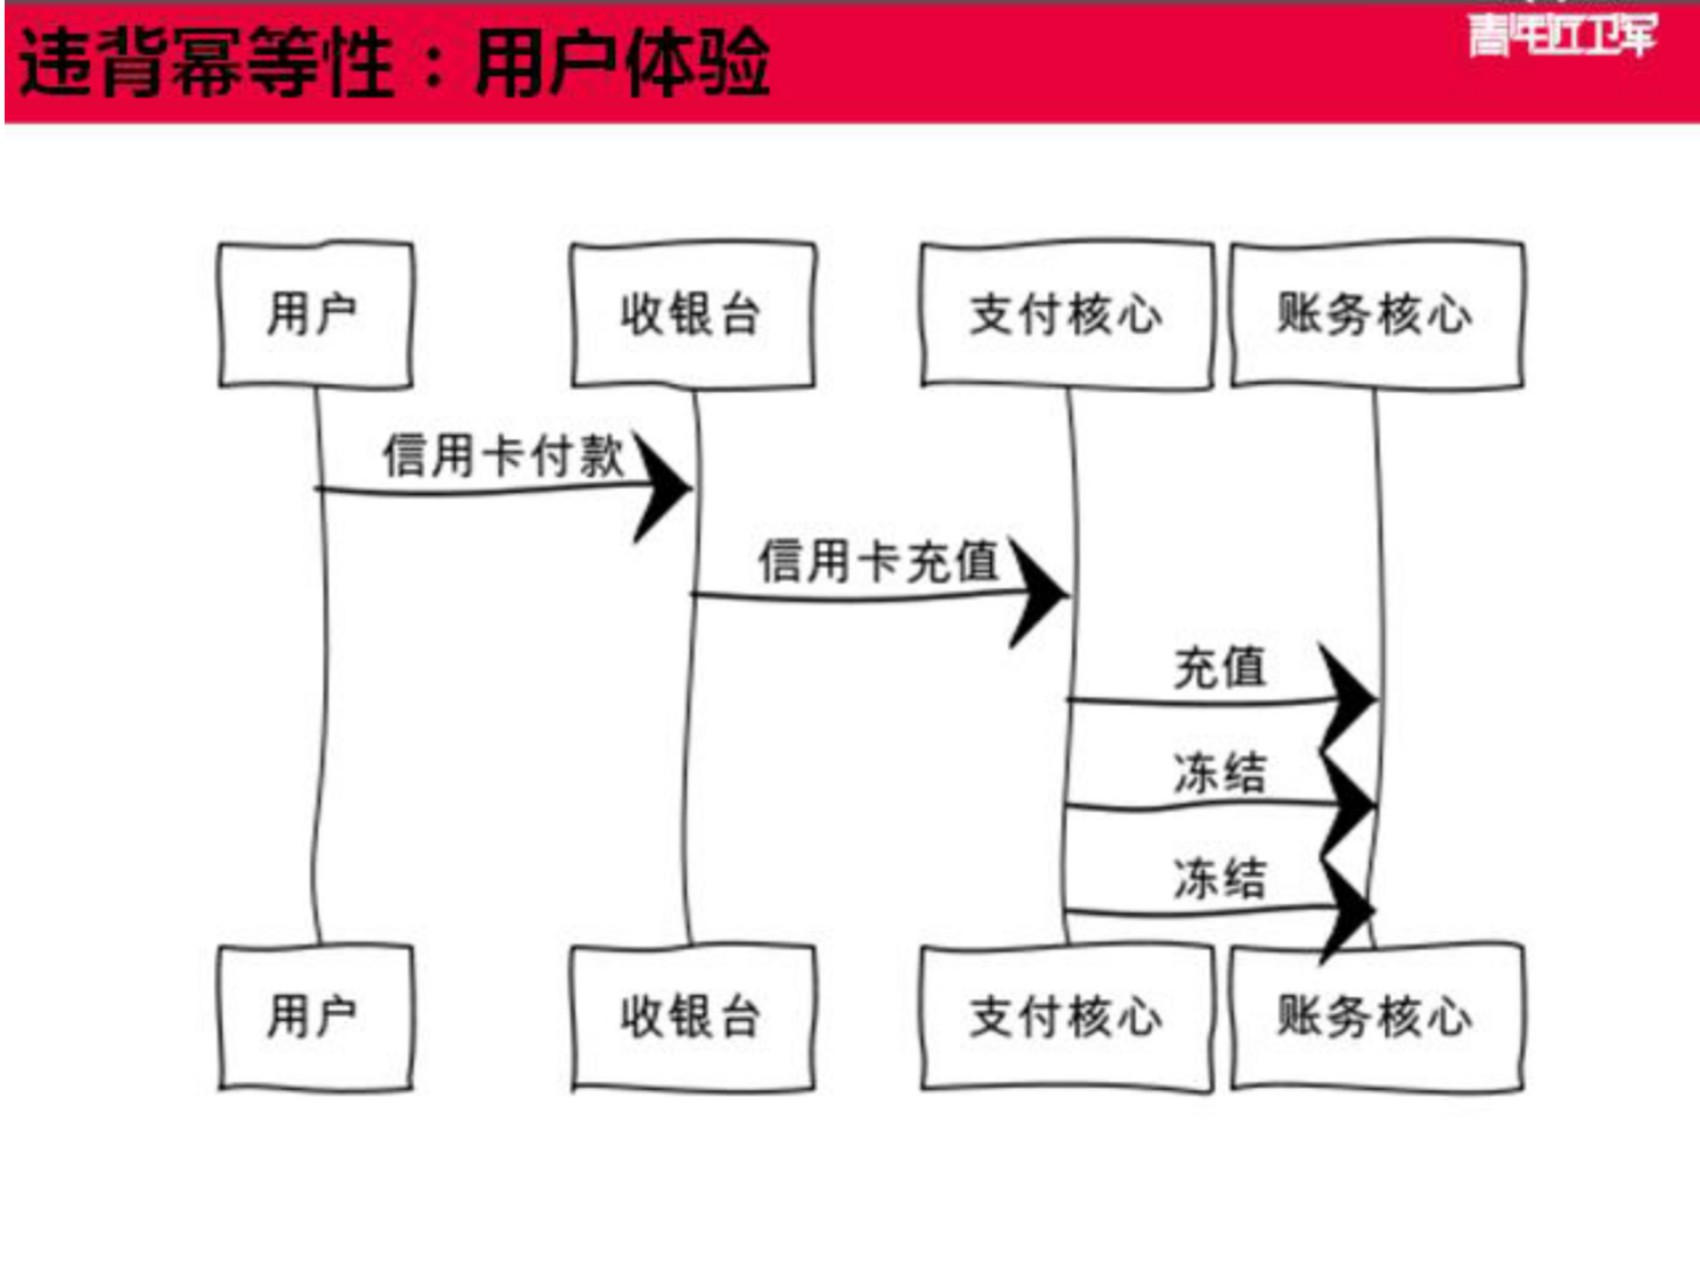 违背幂等性：用户体验
用户
收银台
支付核心
账务核心
信用卡付款
信用卡充值
充值
冻结
冻结
用户
收银台
支付核心
账务核心